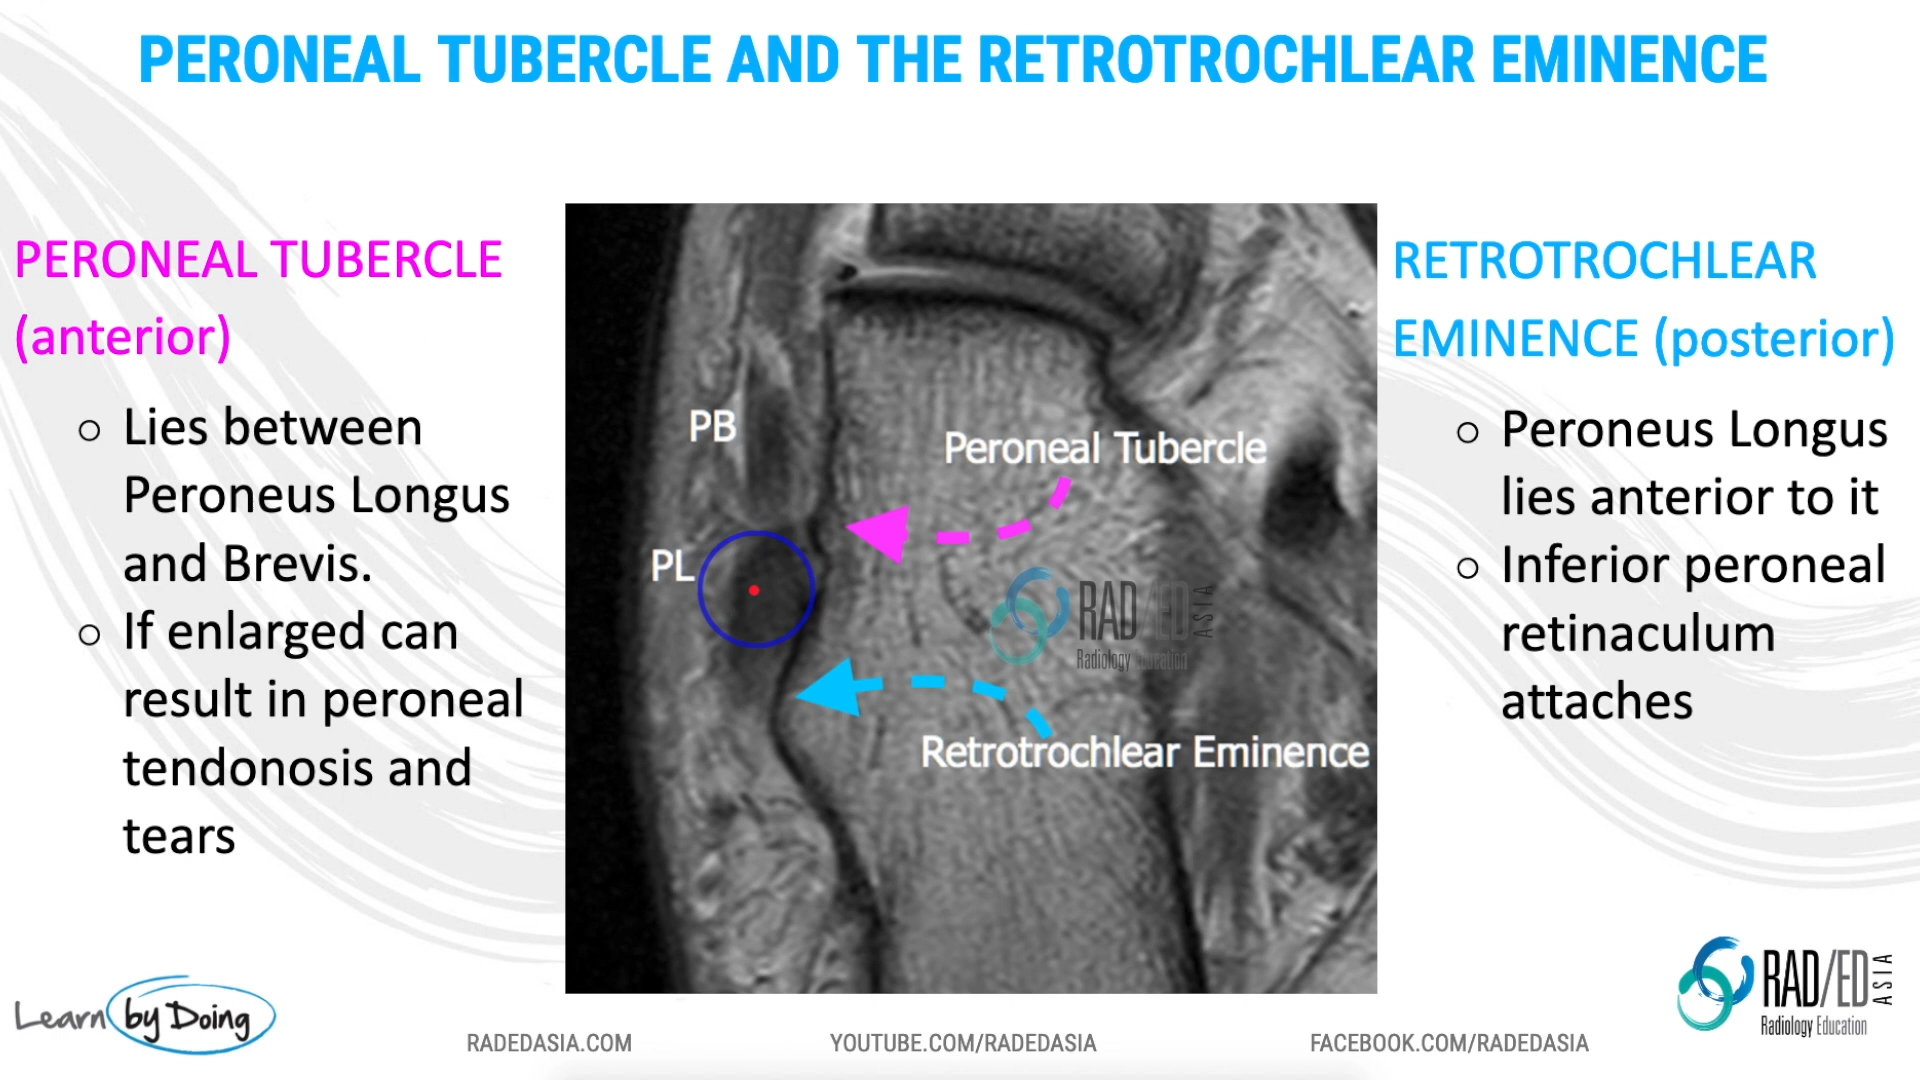 PERONEAL TUBERCLE AND THE RETROTROCHLEAR EMINENCE
PERONEAL TUBERCLE
(anterior)
○ Lies between
Peroneus Longus
and Brevis.
○ If enlarged can
result in peroneal
tendonosis and
tears
PB
PL
Peroneal Tubercle
RAD/ED ASIA
Radiology Education
Retrotrochlear Eminence
RETROTROCHLEAR
EMINENCE (posterior)
○ Peroneus Longus
lies anterior to it
○ Inferior peroneal
retinaculum
attaches
Learn by Doing
RADEDASIA.COM
YOUTUBE.COM/RADEDASIA
FACEBOOK.COM/RADEDASIA
RAD/ED ASIA
Radiology Education